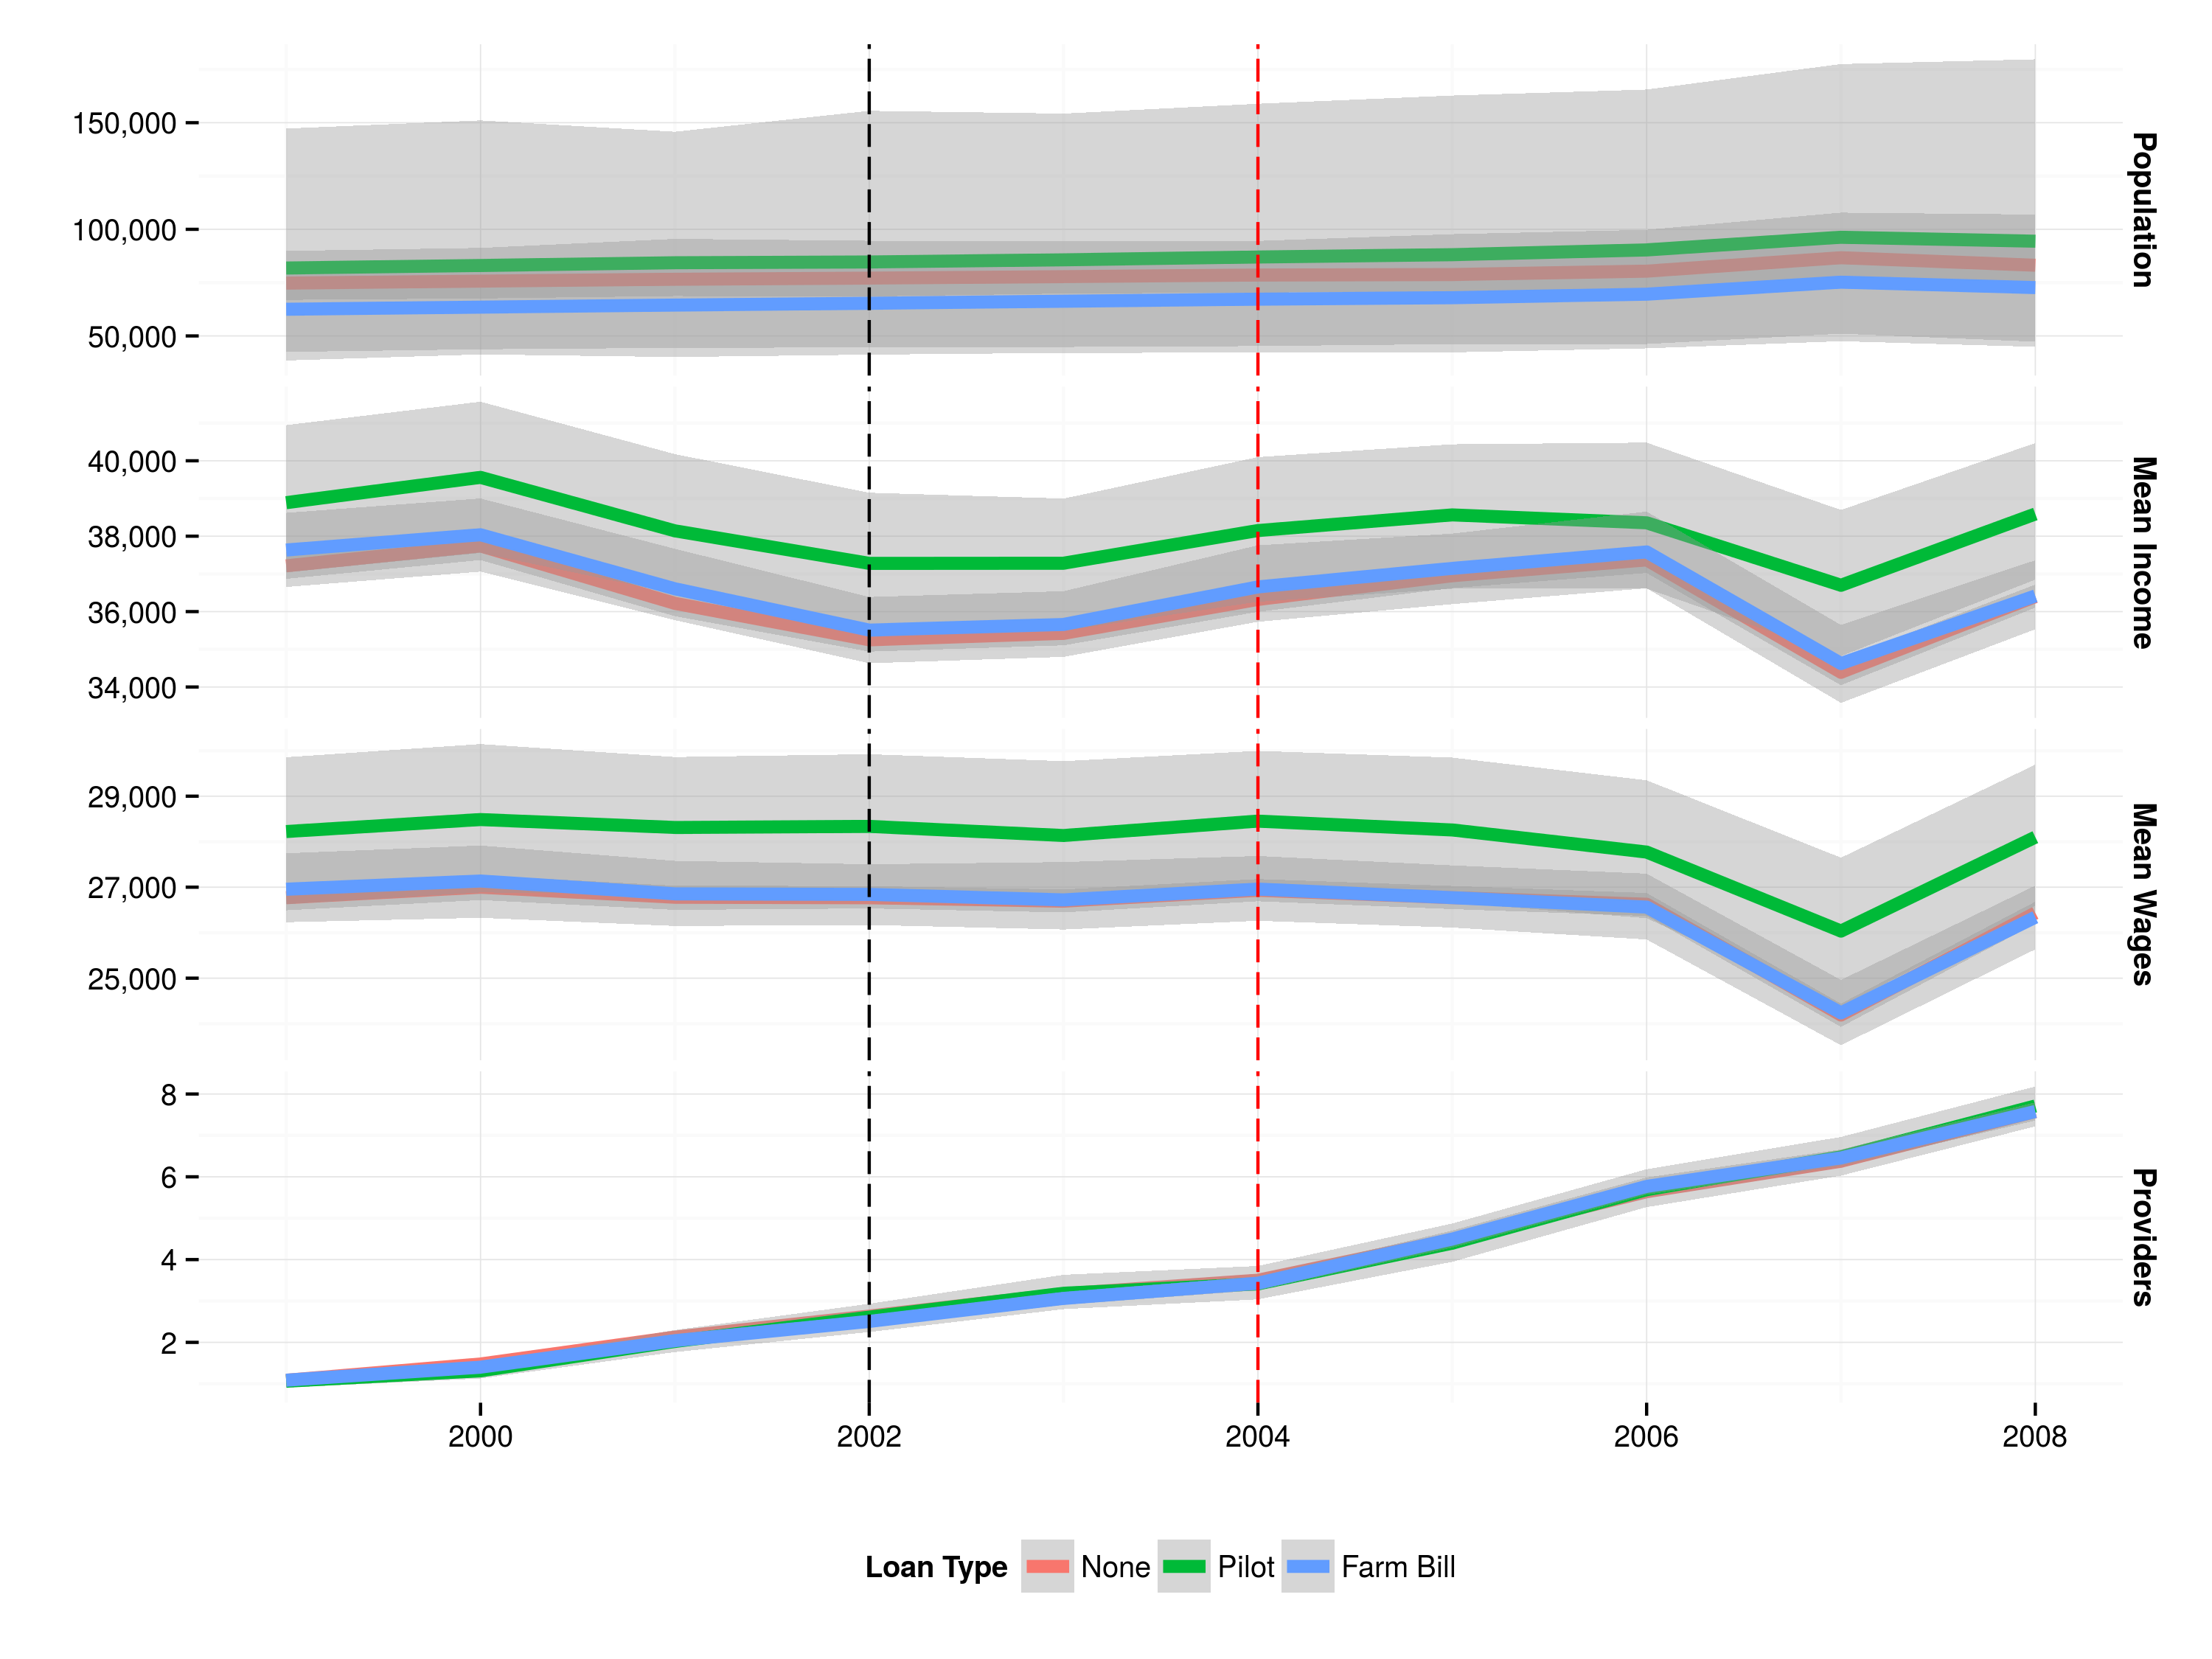 150,000
100,000
50,000
Population
40,000
38,000
36,000
34,000
Mean Income
29,000
27,000
25,000
Mean Wages
8
6
4
2
Providers
2000 2002 2004 2006 2008
Loan Type None Pilot Farm Bill